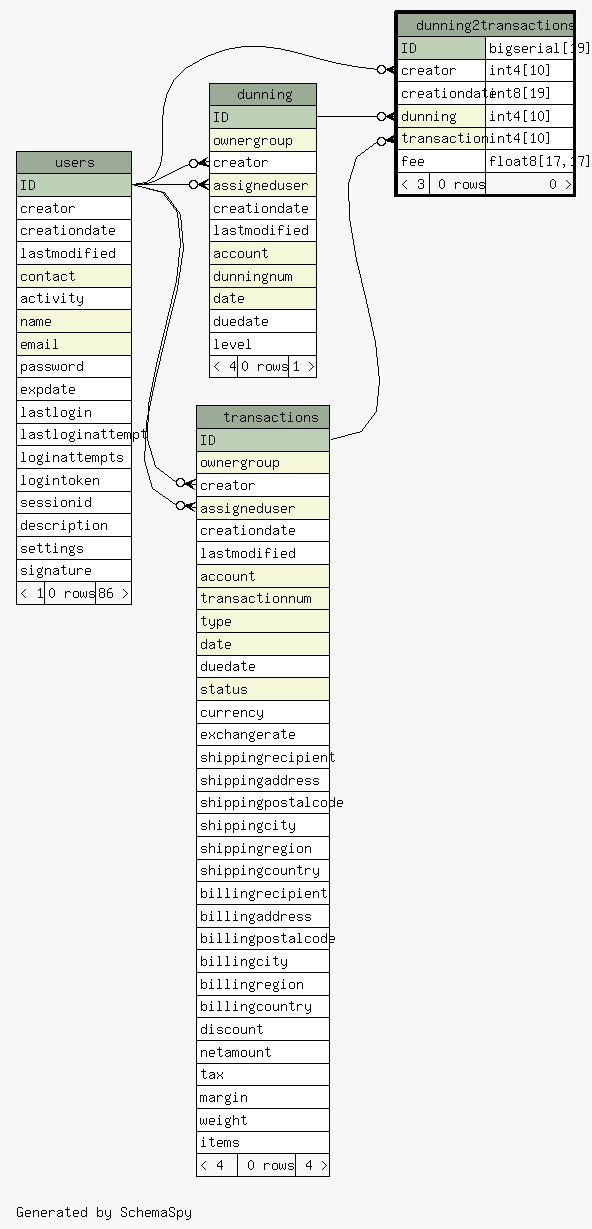 dunning2transactions
ID bigserial[19]
creator int4[10]
creationdate int8[19]
dunning int4[10]
transaction int4[10]
fee float8[17,17]
< 3 0 rows 0 >
dunning
ID
ownergroup
creator
assigneduser
creationdate
lastmodified
account
dunningnum
date
duedate
level
< 4 0 rows 1 >
users
ID
creator
creationdate
lastmodified
contact
activity
name
email
password
expdate
lastlogin
lastloginattempt
loginattempts
logintoken
sessionid
description
settings
signature
< 1 0 rows 86 >
transactions
ID
ownergroup
creator
assigneduser
creationdate
lastmodified
account
transactionnum
type
date
duedate
status
currency
exchangerate
shippingrecipient
shippingaddress
shippingpostalcode
shippingcity
shippingregion
shippingcountry
billingrecipient
billingaddress
billingpostalcode
billingcity
billingregion
billingcountry
discount
netamount
tax
margin
weight
items
< 4 0 rows 4 >
Generated by SchemaSpy